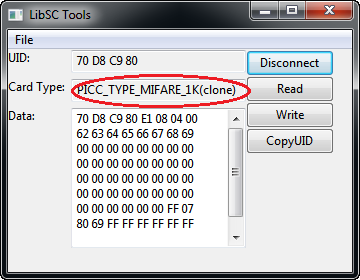 LibSC Tools
File
UID: 70 D8 C9 80 Disconnect
Card Type: PICC_TYPE_MIFARE_1K(clone) Read
Data: 70 D8 C9 80 E1 08 04 00 Write
62 63 64 65 66 67 68 69 CopyUID
00 00 00 00 00 00 00 00
00 00 00 00 00 00 00 00
00 00 00 00 00 00 00 00
00 00 00 00 00 00 00 00
00 00 00 00 00 00 FF 07
80 69 FF FF FF FF FF FF